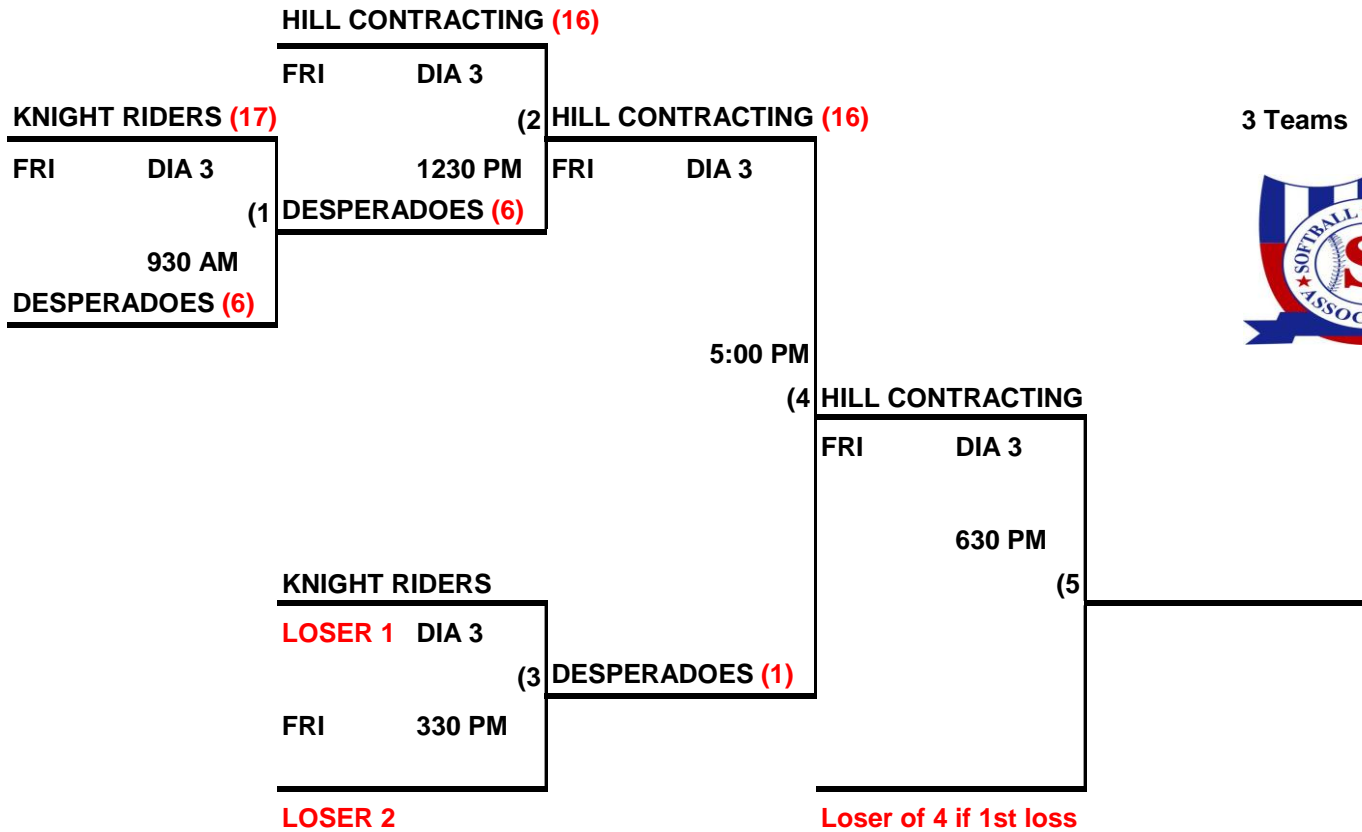 HILL CONTRACTING (16)
FRI DIA 3
KNIGHT RIDERS (17)
(2 HILL CONTRACTING (16)
3 Teams
FRI DIA 3
1230 PM
FRI DIA 3
(1 DESPERADOES (6)
930 AM
DESPERADOES (6)
SOFTBALL
5:00 PM
(4 HILL CONTRACTING
FRI DIA 3
630 PM
KNIGHT RIDERS
(5
LOSER 1 DIA 3
(3 DESPERADOES (1)
FRI 330 PM
LOSER 2
Loser of 4 if 1st loss